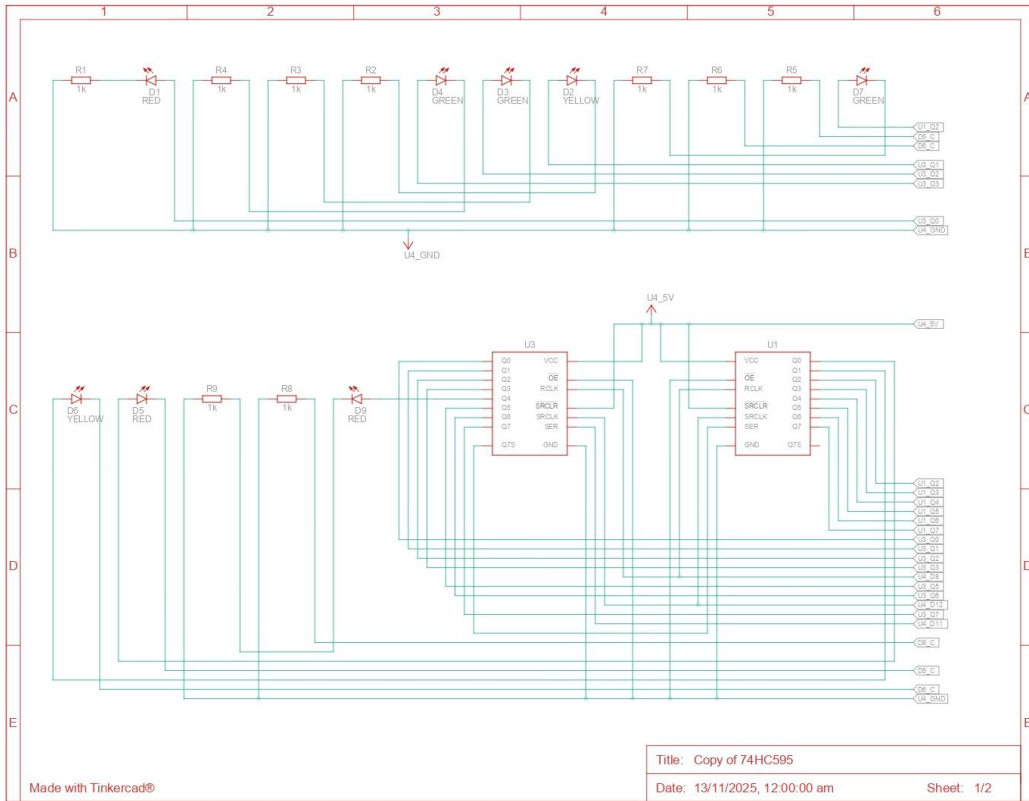 1 2 3 4 5 6
A A
R1 R4 R3 R2 R7 R6 R5
1k 1k 1k 1k 1k 1k 1k
D1 D4 D3 D2 D7
RED GREEN GREEN YELLOW GREEN
U1_Q2
D5_C
U3_Q1
U3_Q2
U3_Q3
U3_Q0
U4_GND
B B
U4_GND
U4_5V
U4_5V
U3 U1
Q0 VCC VCC Q0
Q1 Q1
Q2 OE OE Q2
Q3 RCLK RCLK Q3
Q4 Q4
Q5 SRCLR SRCLR Q5
Q6 SRCLK SRCLK Q6
Q7 SER SER Q7
Q7S GND GND Q7S
C C
R9 R8
1k 1k
D6 D5 D9
YELLOW RED RED
U1_Q2
U1_Q3
U1_Q4
U1_Q5
U1_Q6
U1_Q7
U3_Q0
U3_Q1
U3_Q2
U3_Q3
U4_D8
U3_Q5
U3_Q6
U4_D12
U3_Q7
U4_D11
D D
D5_C
U4_GND
E E
Title: Copy of 74HC595
Made with Tinkercad®
Date: 13/11/2025, 12:00:00 am Sheet: 1/2